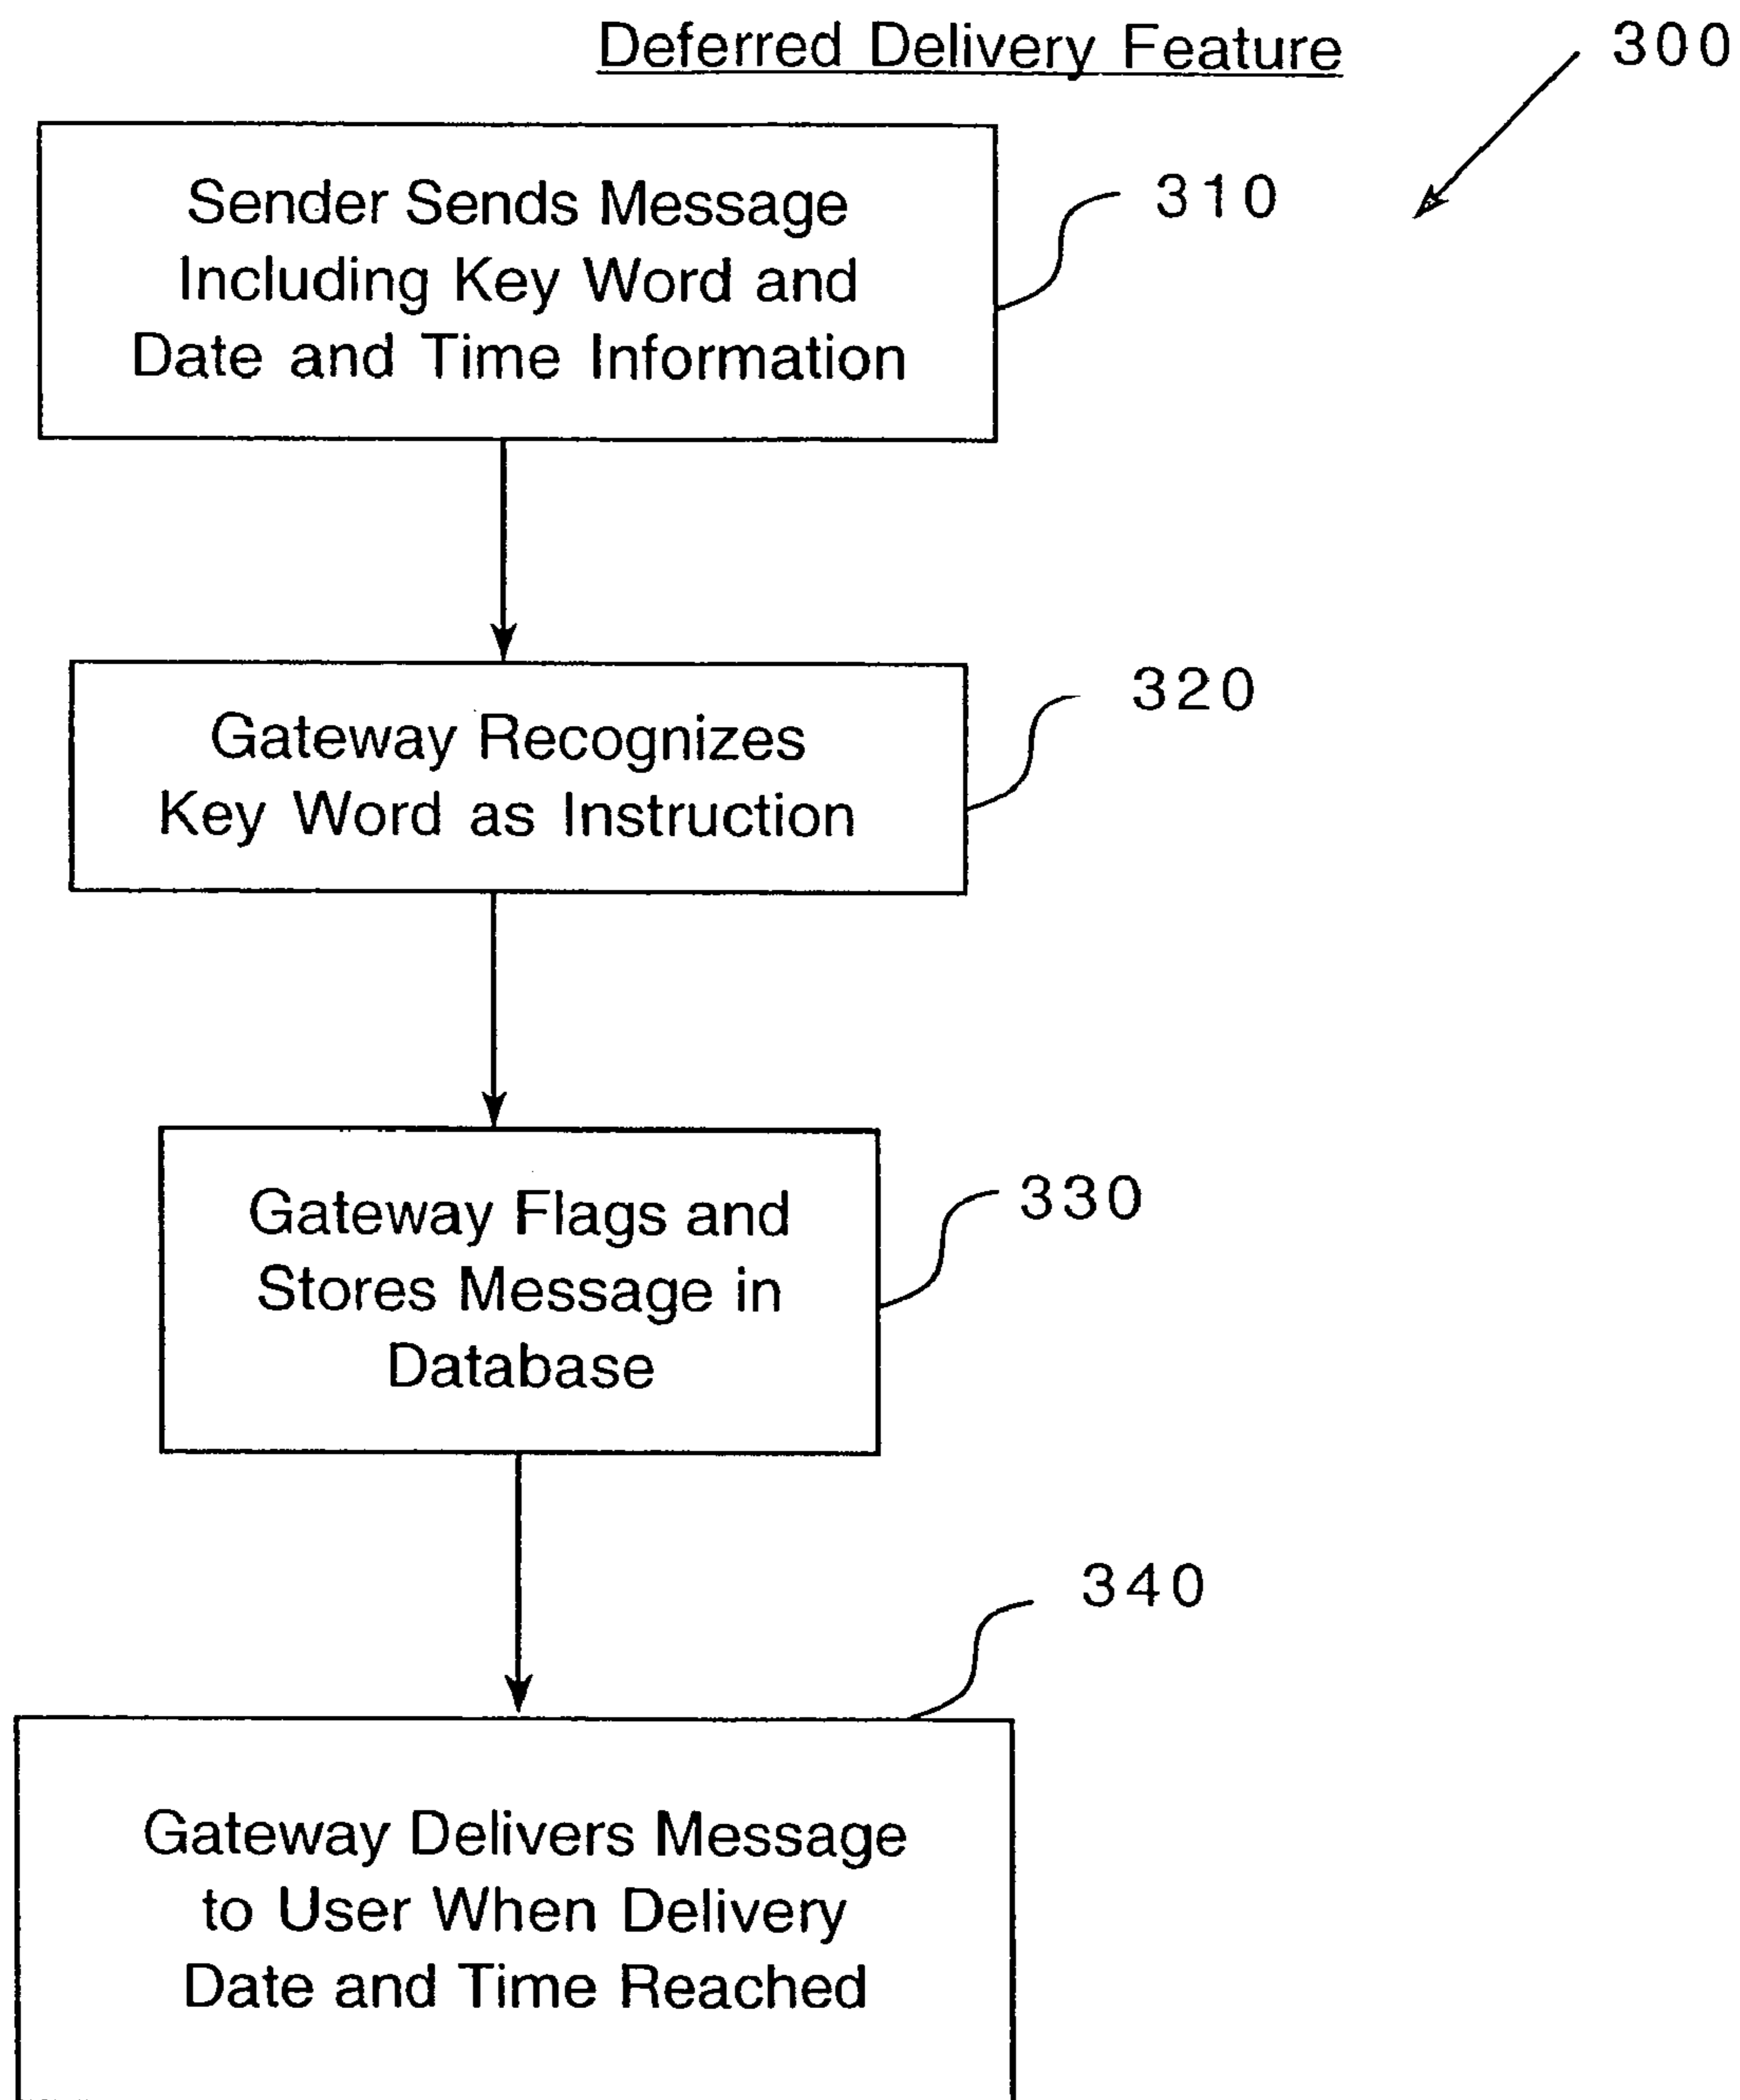 Deferred Delivery Feature
300
Sender Sends Message
Including Key Word and
Date and Time Information
310
Gateway Recognizes
Key Word as Instruction
320
Gateway Flags and
Stores Message in
Database
330
340
Gateway Delivers Message
to User When Delivery
Date and Time Reached